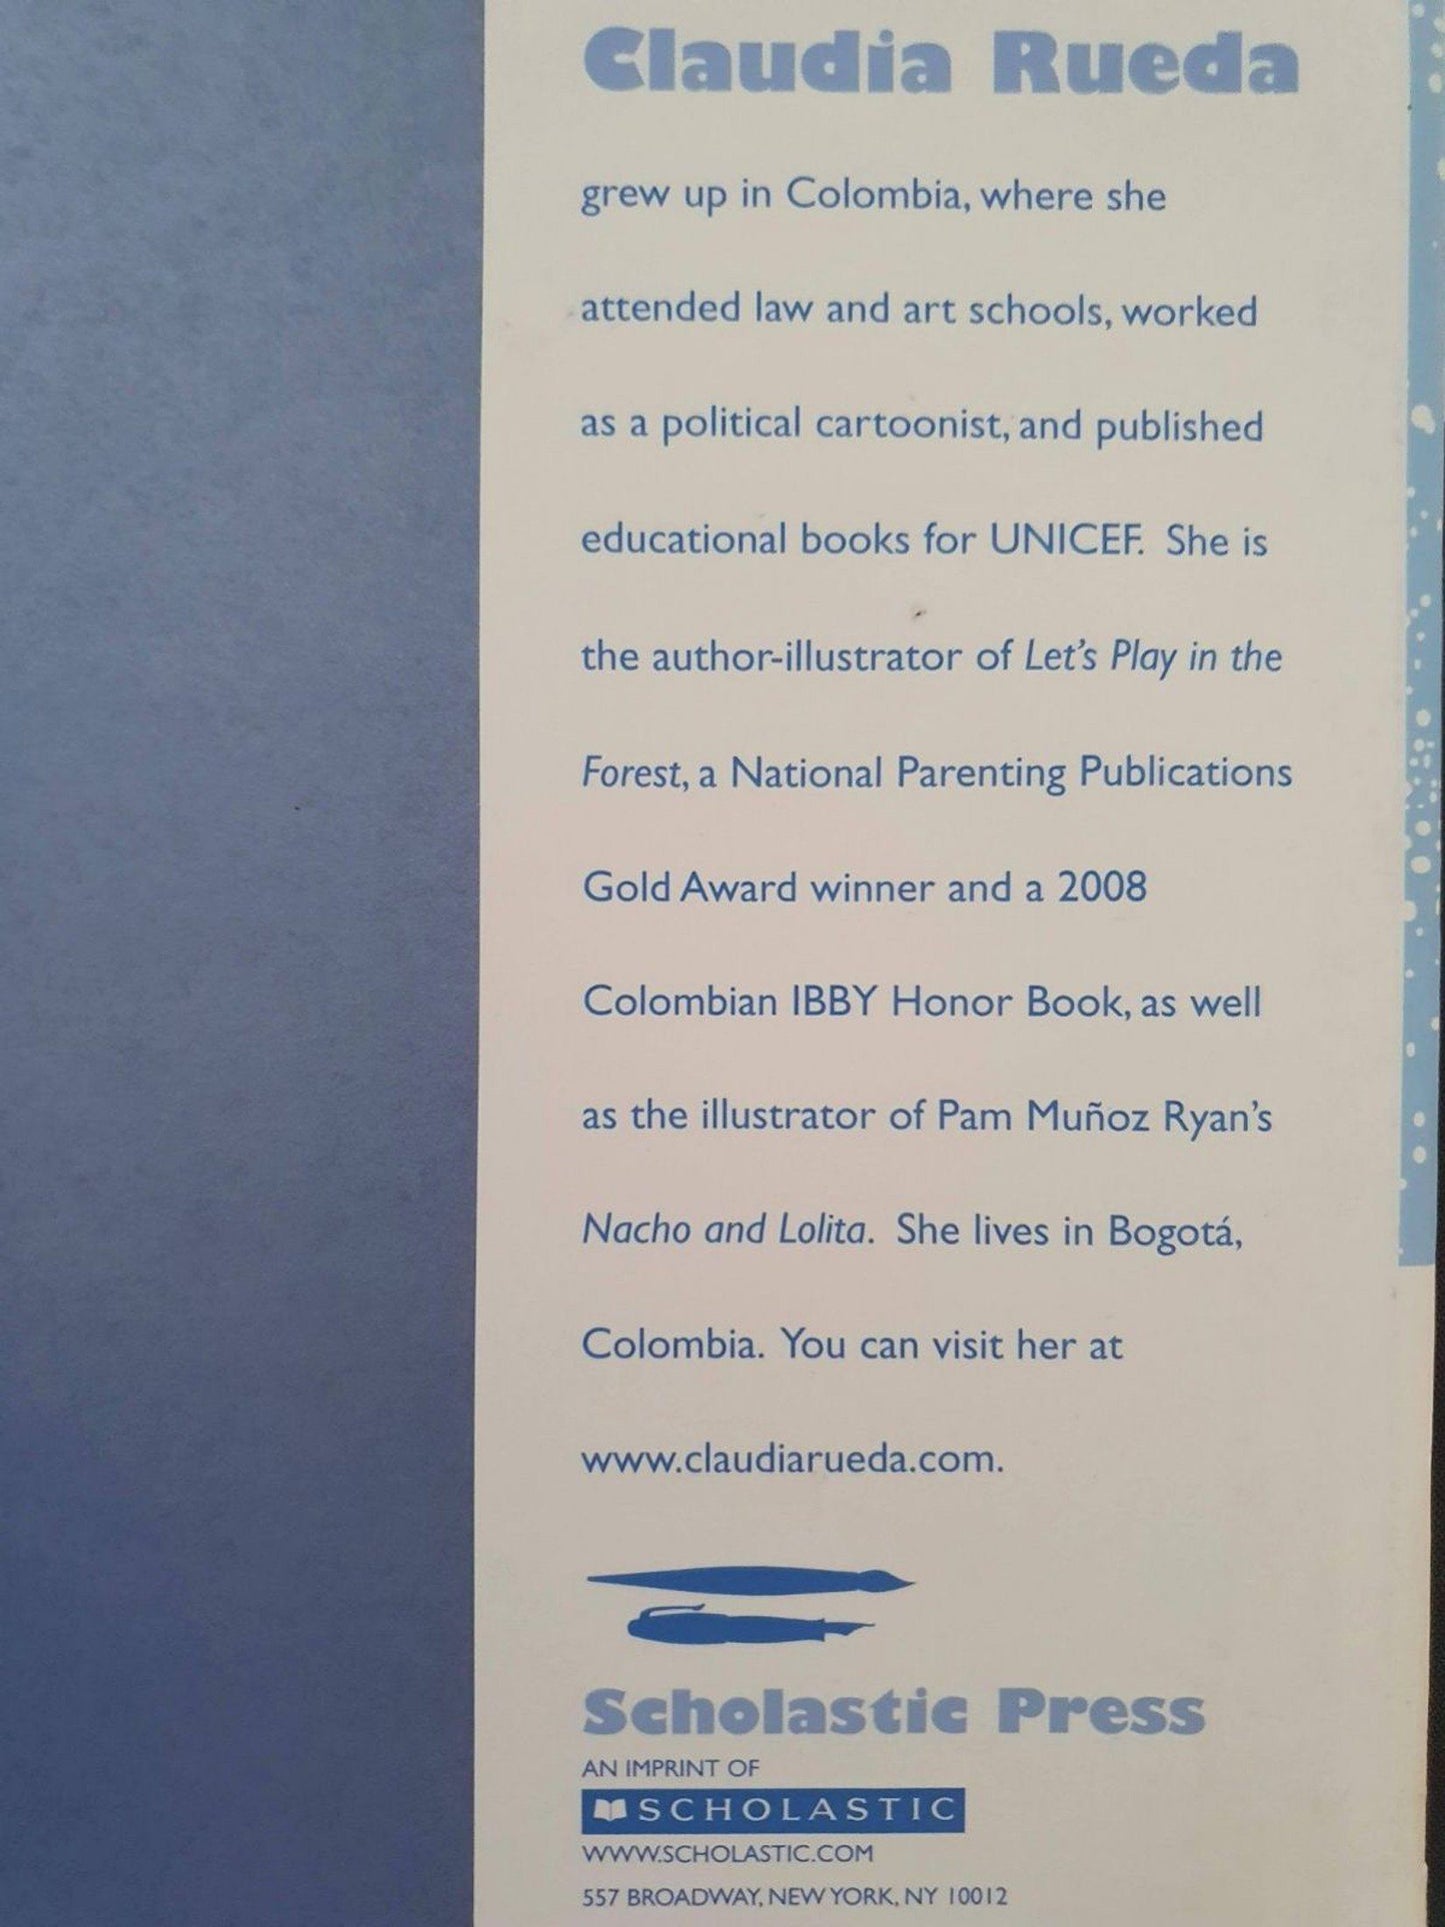 Claudia Rueda
grew up in Colombia, where she
attended law and art schools, worked
as a political cartoonist, and published
educational books for UNICEF. She is
the author-illustrator of Let's Play in the
Forest, a National Parenting Publications
Gold Award winner and a 2008
Colombian IBBY Honor Book, as well
as the illustrator of Pam Muñoz Ryan's
Nacho and Lolita. She lives in Bogotá,
Colombia. You can visit her at
www.claudiarueda.com.
Scholastic Press
AN IMPRINT OF
SCHOLASTIC
WWW.SCHOLASTIC.COM
557 BROADWAY, NEW YORK, NY 10012